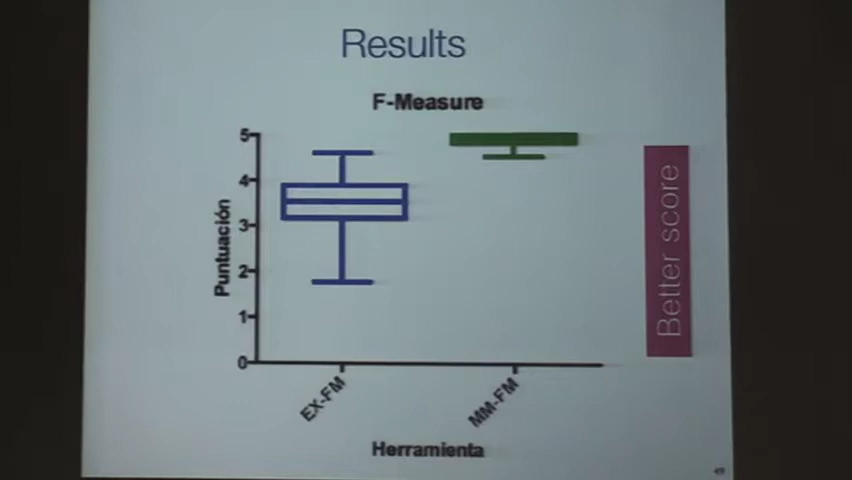 Results
F-Measure
5
4
3
2
1
0
Puntuación
EX-FM
MM-FM
Herramienta
Better score